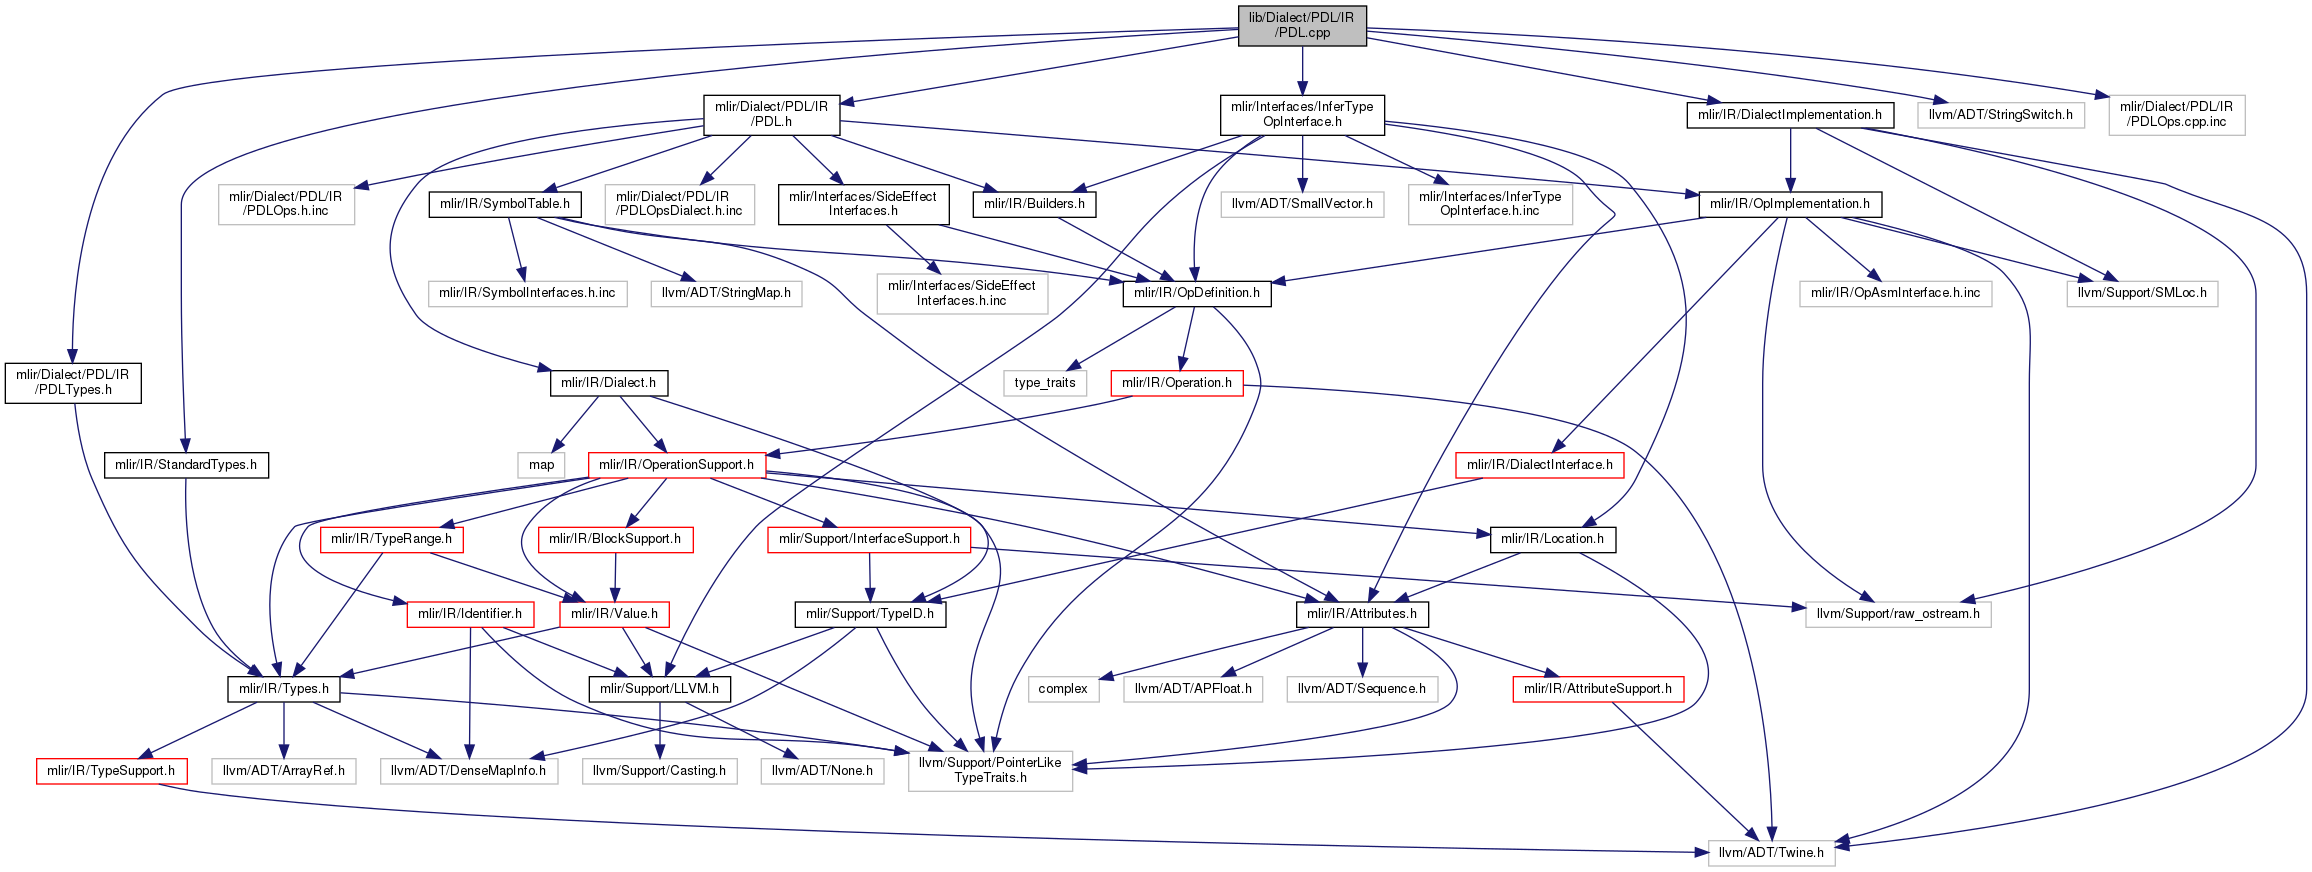 lib/Dialect/PDL/IR
/PDL.cpp
mlir/Dialect/PDL/IR
/PDL.h
mlir/Interfaces/InferType
OpInterface.h
mlir/IR/DialectImplementation.h
llvm/ADT/StringSwitch.h
mlir/Dialect/PDL/IR
/PDLOps.cpp.inc
mlir/Dialect/PDL/IR
/PDLOps.h.inc
mlir/IR/SymbolTable.h
mlir/Dialect/PDL/IR
/PDLOpsDialect.h.inc
mlir/Interfaces/SideEffect
Interfaces.h
mlir/IR/Builders.h
llvm/ADT/SmallVector.h
mlir/Interfaces/InferType
OpInterface.h.inc
mlir/IR/OpImplementation.h
mlir/IR/SymbolInterfaces.h.inc
llvm/ADT/StringMap.h
mlir/Interfaces/SideEffect
Interfaces.h.inc
mlir/IR/OpDefinition.h
mlir/IR/OpAsmInterface.h.inc
llvm/Support/SMLoc.h
mlir/Dialect/PDL/IR
/PDLTypes.h
mlir/IR/Dialect.h
type_traits
mlir/IR/Operation.h
mlir/IR/StandardTypes.h
map
mlir/IR/OperationSupport.h
mlir/IR/DialectInterface.h
mlir/IR/TypeRange.h
mlir/IR/BlockSupport.h
mlir/Support/InterfaceSupport.h
mlir/IR/Location.h
mlir/IR/Identifier.h
mlir/IR/Value.h
mlir/Support/TypeID.h
mlir/IR/Attributes.h
llvm/Support/raw_ostream.h
mlir/IR/Types.h
mlir/Support/LLVM.h
complex
llvm/ADT/APFloat.h
llvm/ADT/Sequence.h
mlir/IR/AttributeSupport.h
mlir/IR/TypeSupport.h
llvm/ADT/ArrayRef.h
llvm/ADT/DenseMapInfo.h
llvm/Support/Casting.h
llvm/ADT/None.h
llvm/Support/PointerLike
TypeTraits.h
llvm/ADT/Twine.h